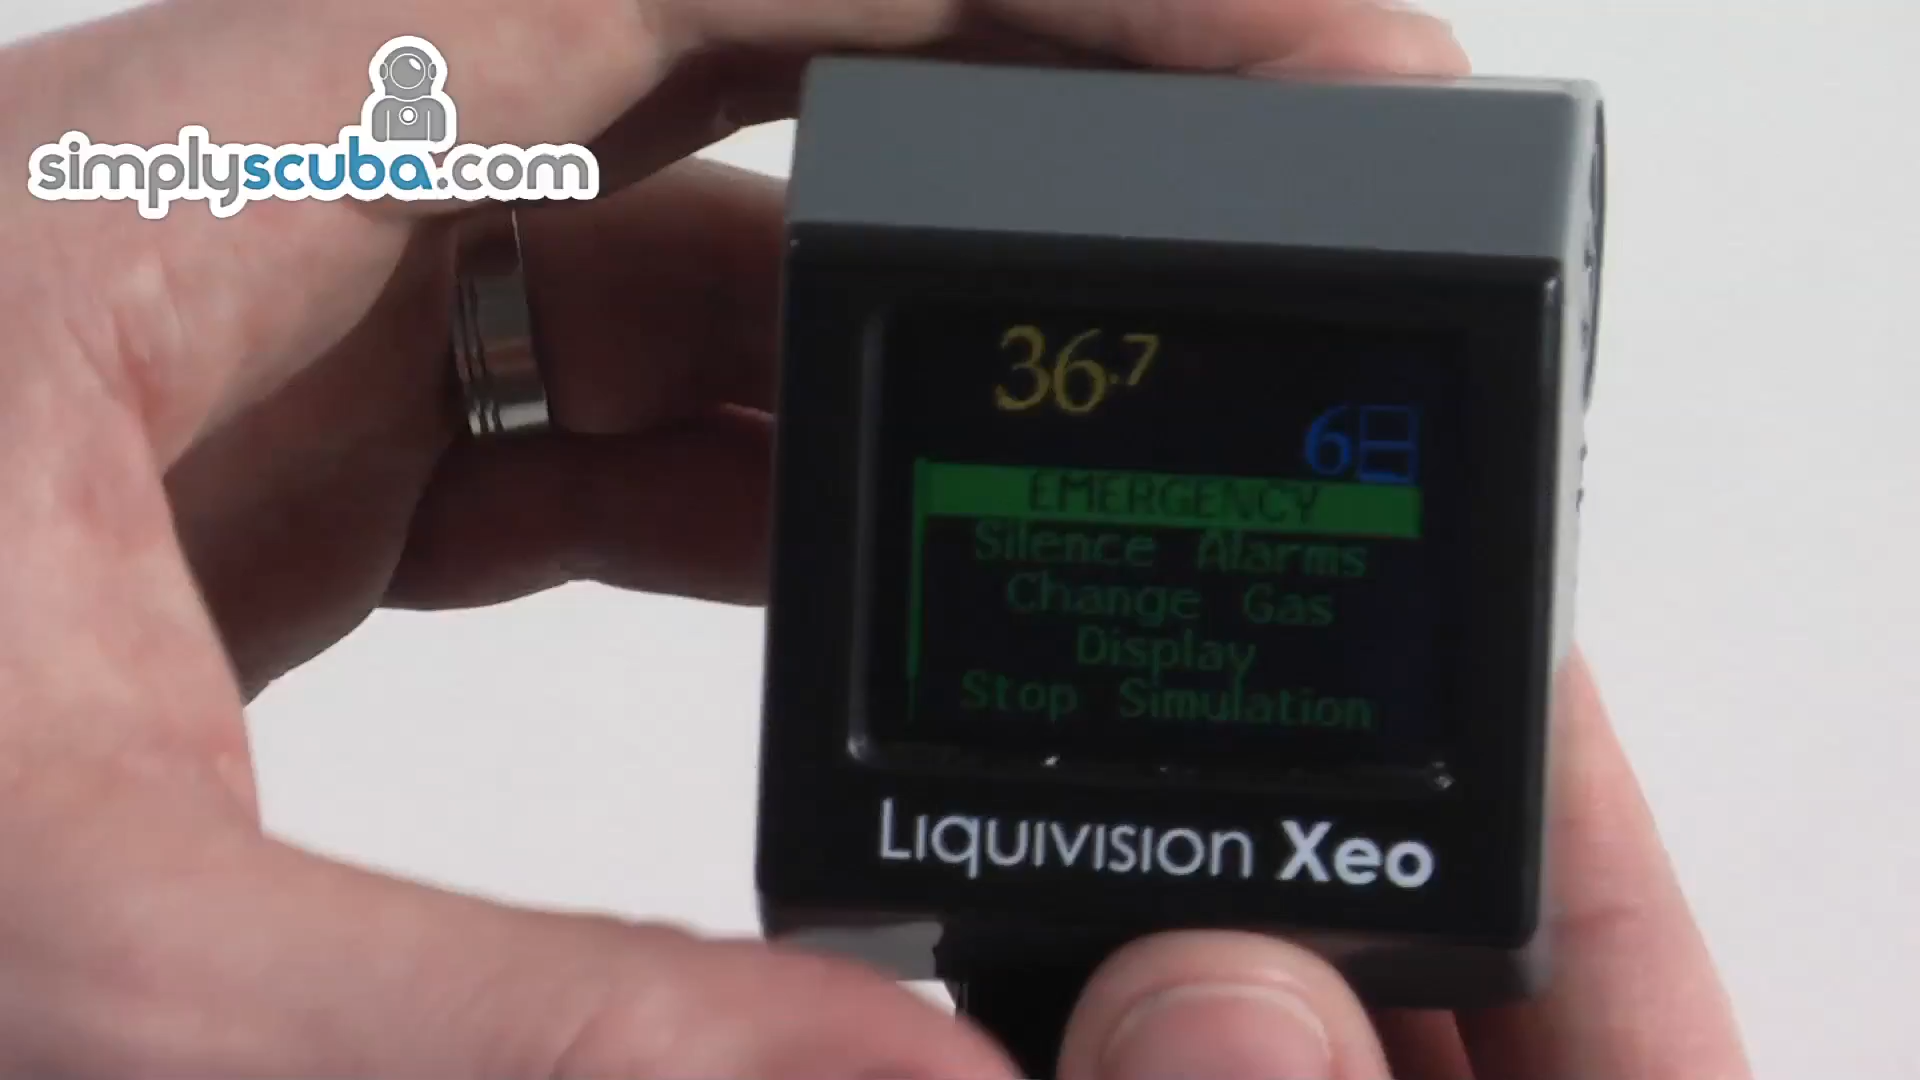 simplyscuba.com
36.7
6
EMERGENCY
Silence Alarms
Change Gas
Display
Stop Simulation
Liquivision Xeo